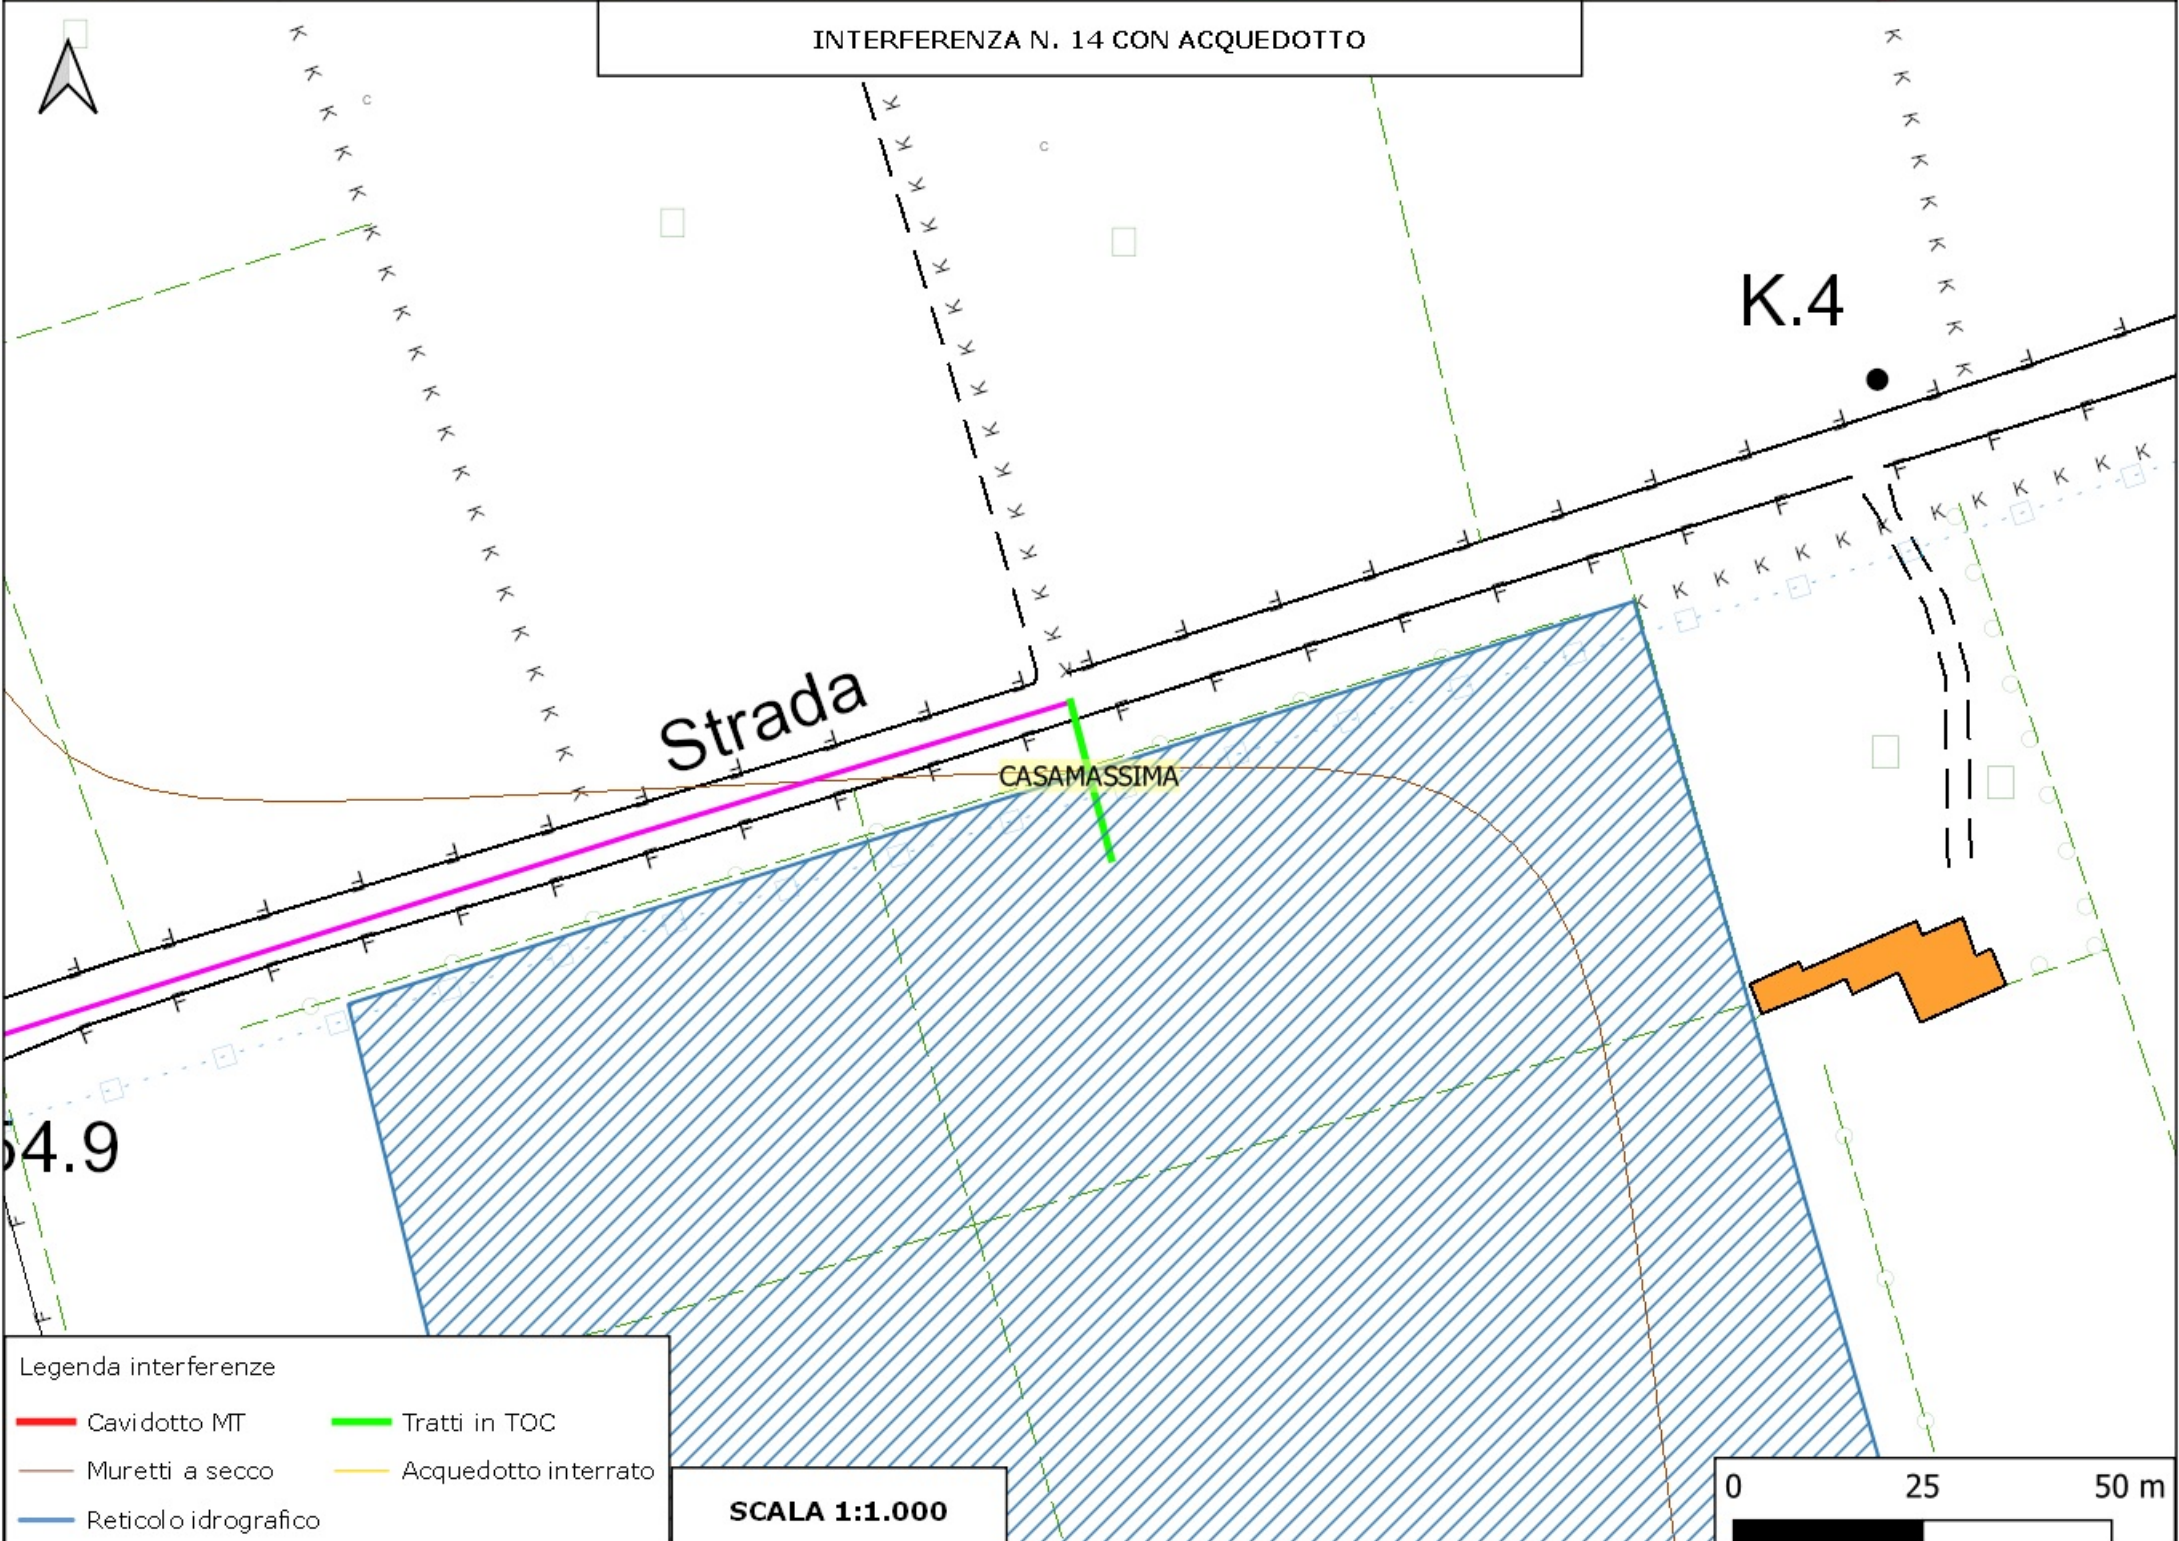 INTERFERENZA N. 14 CON ACQUEDOTTO
K.4
Strada
CASAMASSIMA
54.9
Legenda interferenze
Cavidotto MT
Tratti in TOC
Muretti a secco
Acquedotto interrato
Reticolo idrografico
SCALA 1:1.000
0 25 50 m